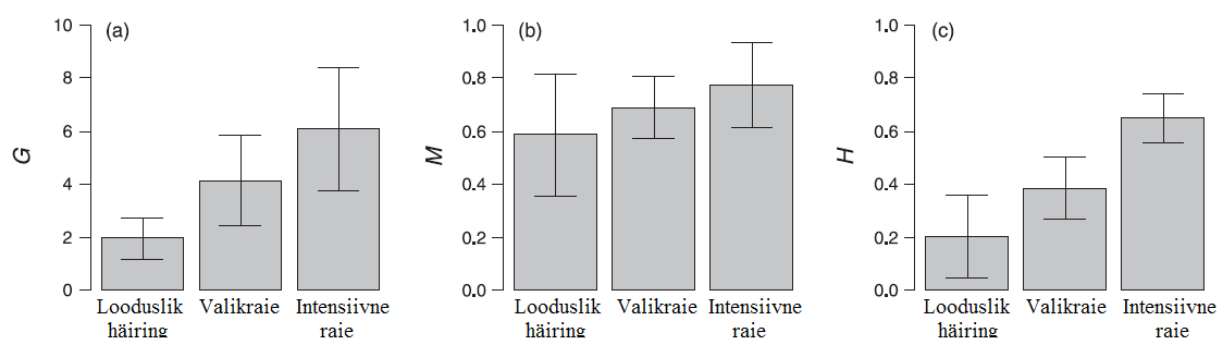 (a)
10
8
6
4
2
0
G
Looduslik häiring
Valikraie
Intensiivne raie
(b)
1.0
0.8
0.6
0.4
0.2
0.0
M
Looduslik häiring
Valikraie
Intensiivne raie
(c)
1.0
0.8
0.6
0.4
0.2
0.0
H
Looduslik häiring
Valikraie
Intensiivne raie